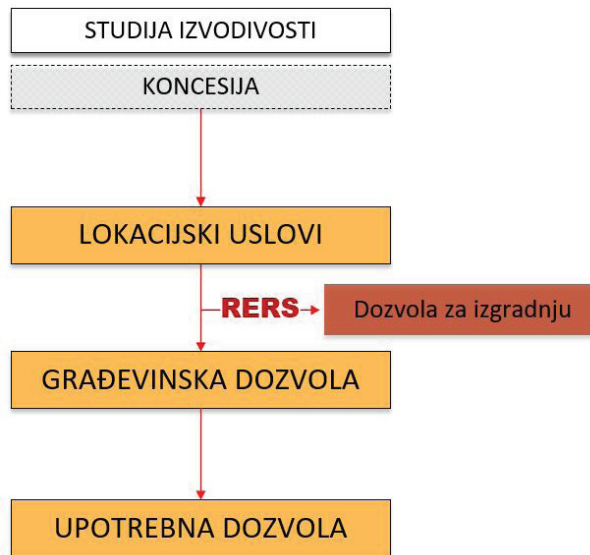 STUDIJA IZVODIVOSTI
KONCESIJA
LOKACIJSKI USLOVI
RERS
Dozvola za izgradnju
GRAĐEVINSKA DOZVOLA
UPOTREBNA DOZVOLA